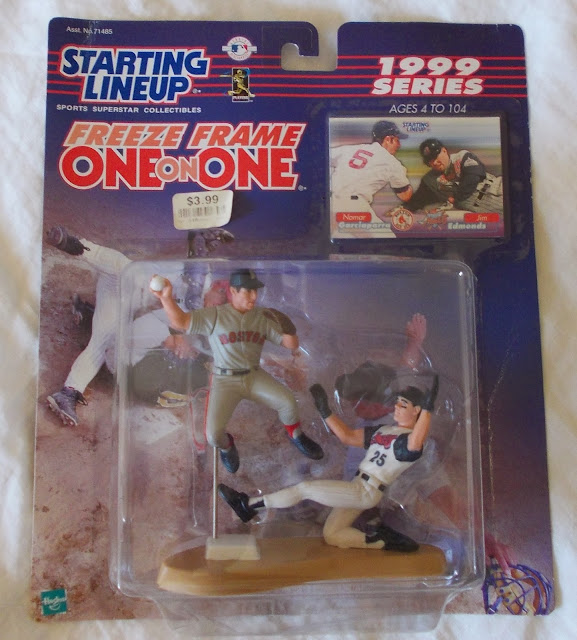 Asst. No.71485
STARTING
LINEUP®
SPORTS SUPERSTAR COLLECTIBLES
1999
SERIES
AGES 4 TO 104
FREEZE FRAME
ONE ON ONE
$3.99
STARTING
LINEUP
5
Nomar
Garciaparra
Jim
Edmonds
BOSTON
25
Hasbro